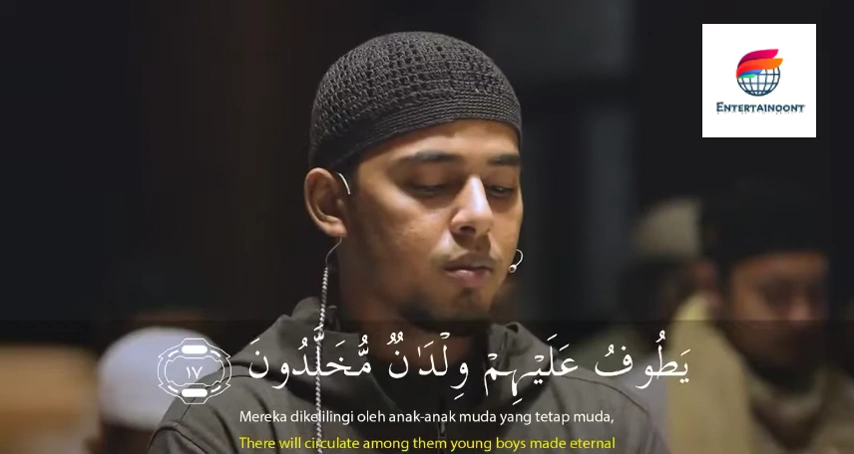 ENTERTAINOONT
يَطُوفُ عَلَيْهِمْ وِلْدَٰنٌ مُّخَلَّدُونَ ١٧
Mereka dikelilingi oleh anak-anak muda yang tetap muda,
There will circulate among them young boys made eternal